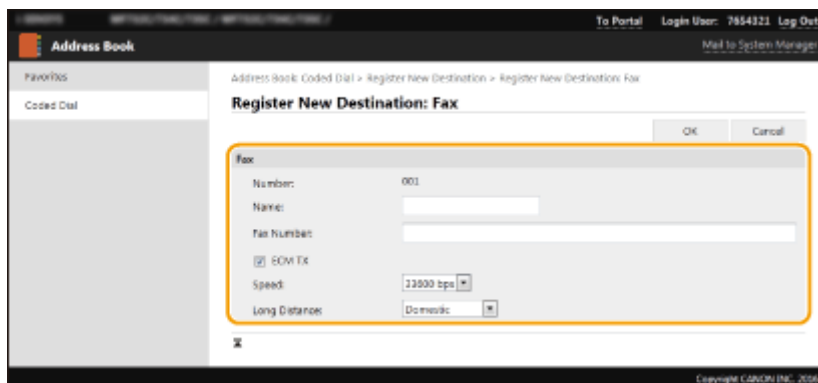 To Portal Login User: 7654321 Log Out
Address Book
Mail to System Manager
Favorites
Coded Dial
Address Book: Coded Dial > Register New Destination > Register New Destination: Fax
Register New Destination: Fax
OK Cancel
Fax
Number: 001
Name:
Fax Number:
ECM TX
Speed: 33600 bps
Long Distance: Domestic
Copyright CANON INC. 2016